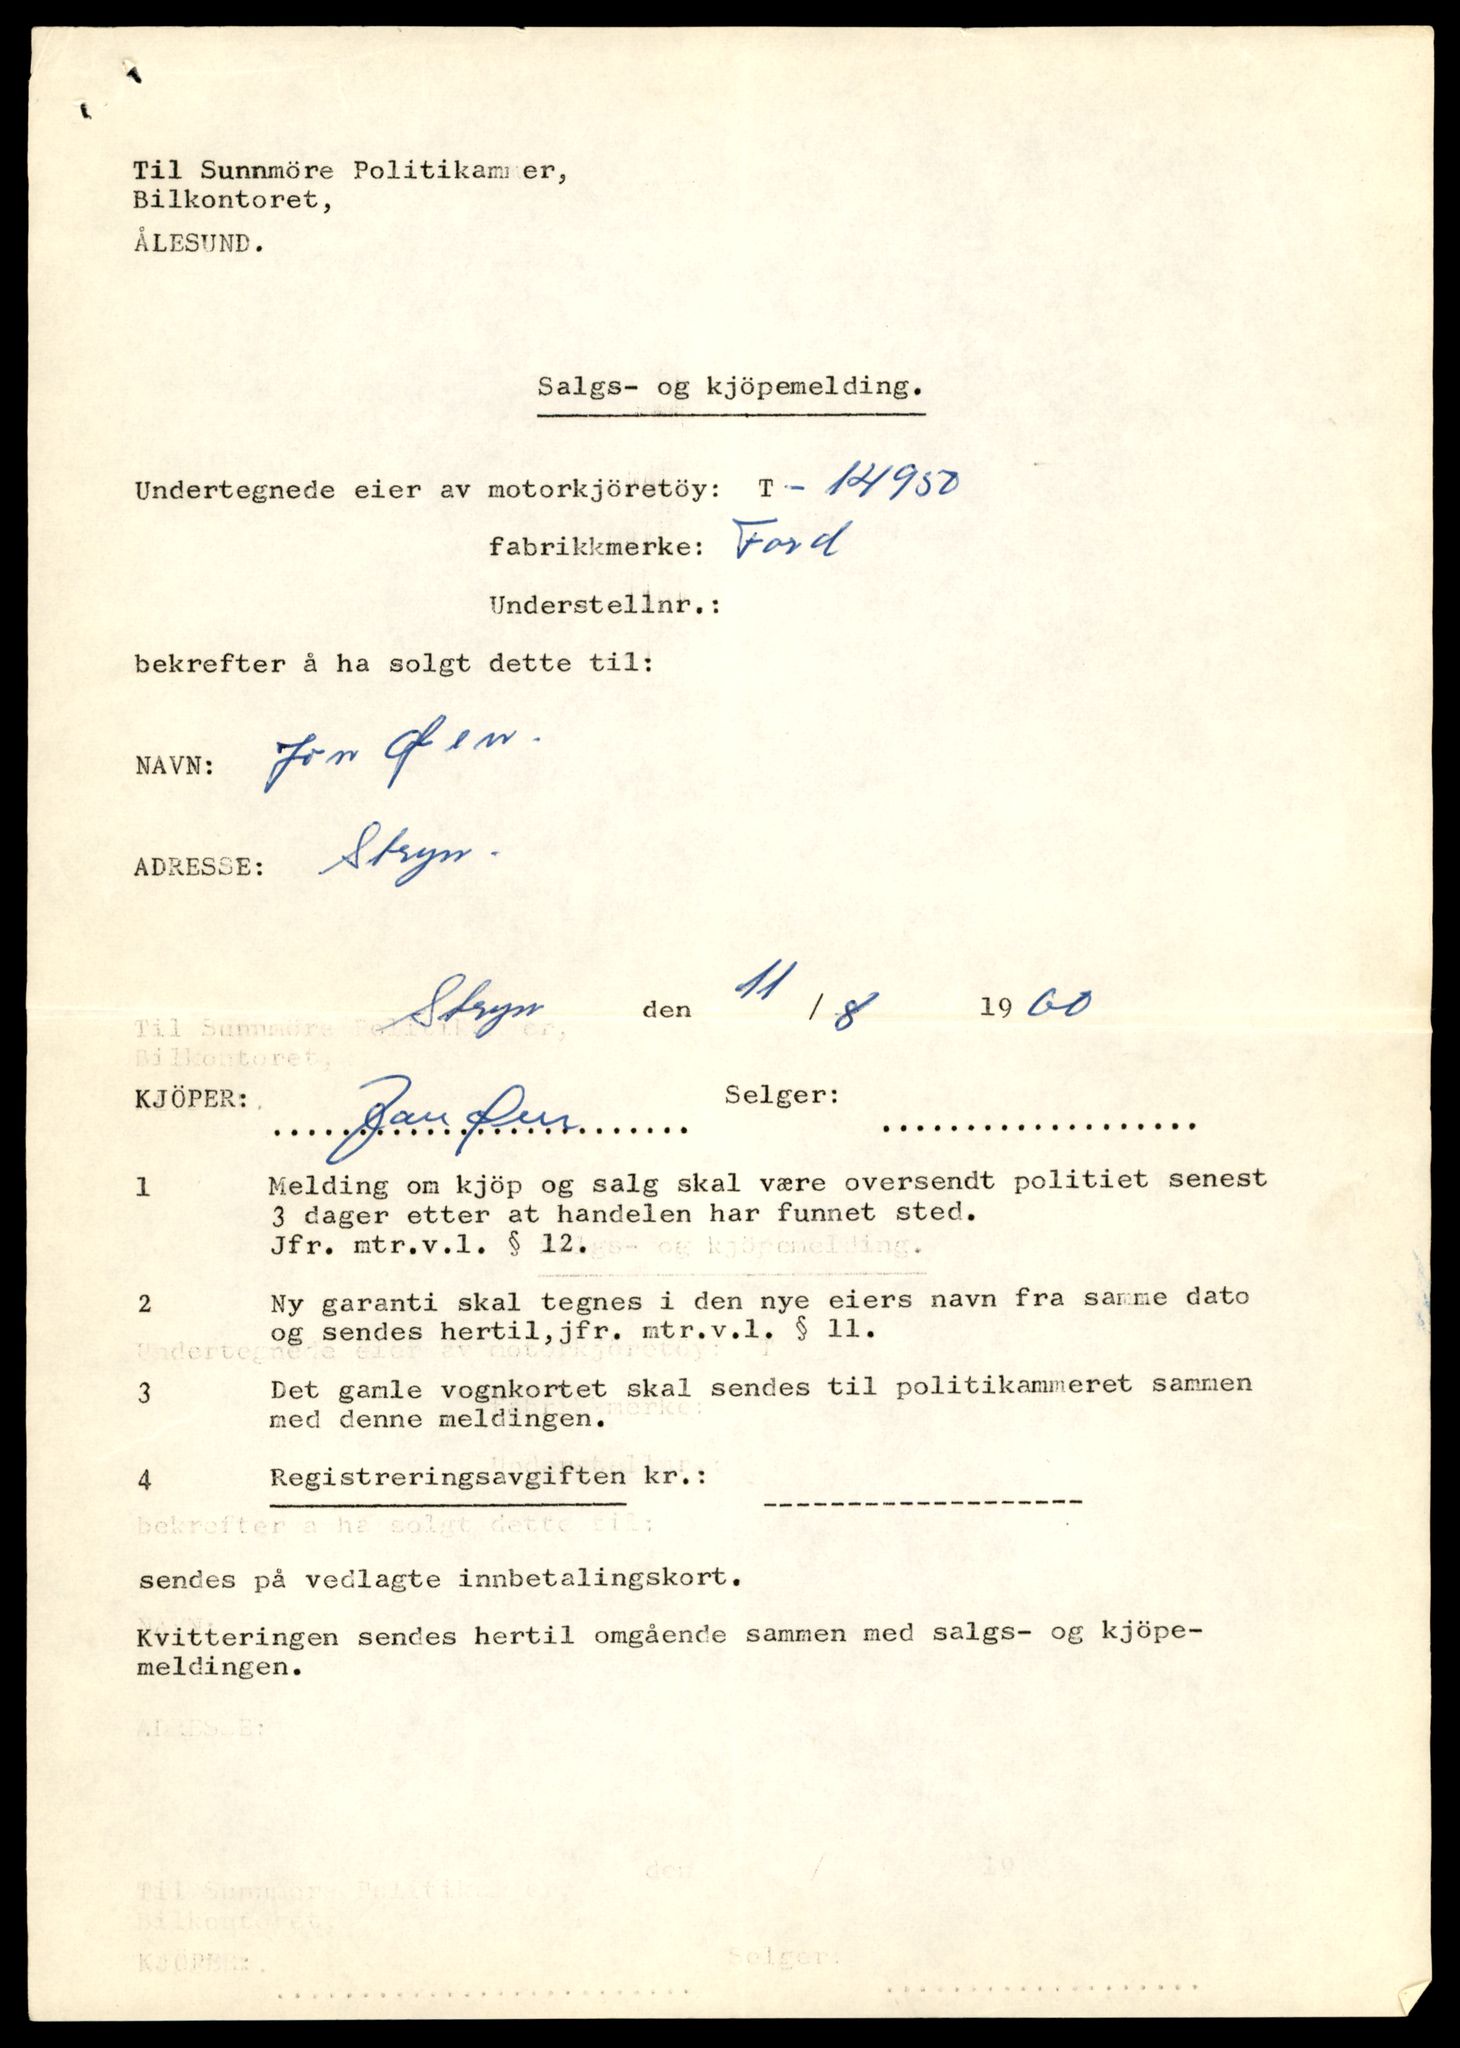 Til Sunnmöre Politikammer,
Bilkontoret,
ÅLESUND.
Salgs- og kjöpemelding.
Undertegnede eier av motorkjöretöy: T - 14950
fabrikkmerke: Ford
Understellnr.:
bekrefter å ha solgt dette til:
NAVN: Jon Øen.
ADRESSE: Stryn.
Stryn den 11 / 8 1960
KJÖPER: Jon Øen Selger:
1 Melding om kjöp og salg skal være oversendt politiet senest
3 dager etter at handelen har funnet sted.
Jfr. mtr.v.l. § 12.
2 Ny garanti skal tegnes i den nye eiers navn fra samme dato
og sendes hertil, jfr. mtr.v.l. § 11.
3 Det gamle vognkortet skal sendes til politikammeret sammen
med denne meldingen.
4 Registreringsavgiften kr.: -------------------
sendes på vedlagte innbetalingskort.
Kvitteringen sendes hertil omgående sammen med salgs- og kjöpe-
meldingen.